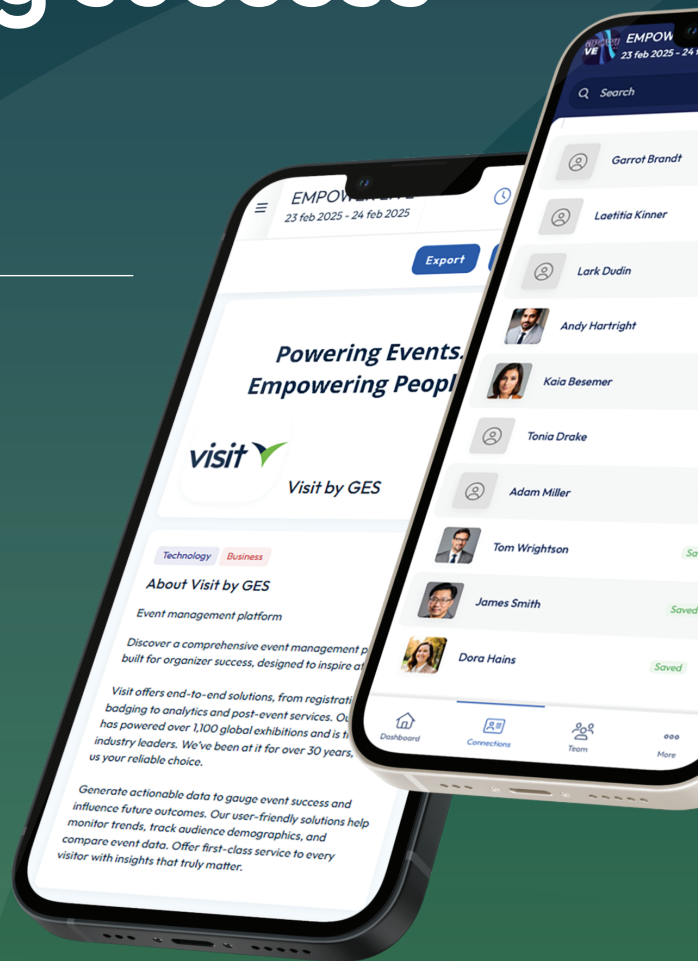 g success
EMPOWER LIVE
23 feb 2025 - 24 feb 2025
Export
Powering Events.
Empowering Peopl
visit
Visit by GES
Technology
Business
About Visit by GES
Event management platform
Discover a comprehensive event management p
built for organizer success, designed to inspire at
Visit offers end-to-end solutions, from registrati
badging to analytics and post-event services. Ou
has powered over 1,100 global exhibitions and is t
industry leaders. We've been at it for over 30 years,
us your reliable choice.
Generate actionable data to gauge event success and
influence future outcomes. Our user-friendly solutions help
monitor trends, track audience demographics, and
compare event data. Offer first-class service to every
visitor with insights that truly matter.
VE
EMPOW
23 feb 2025 - 24 f
Search
Garrot Brandt
Laetitia Kinner
Lark Dudin
Andy Hartright
Kaia Besemer
Tonia Drake
Adam Miller
Tom Wrightson
Sa
James Smith
Saved
Dora Hains
Saved
Dashboard
Connections
Team
More